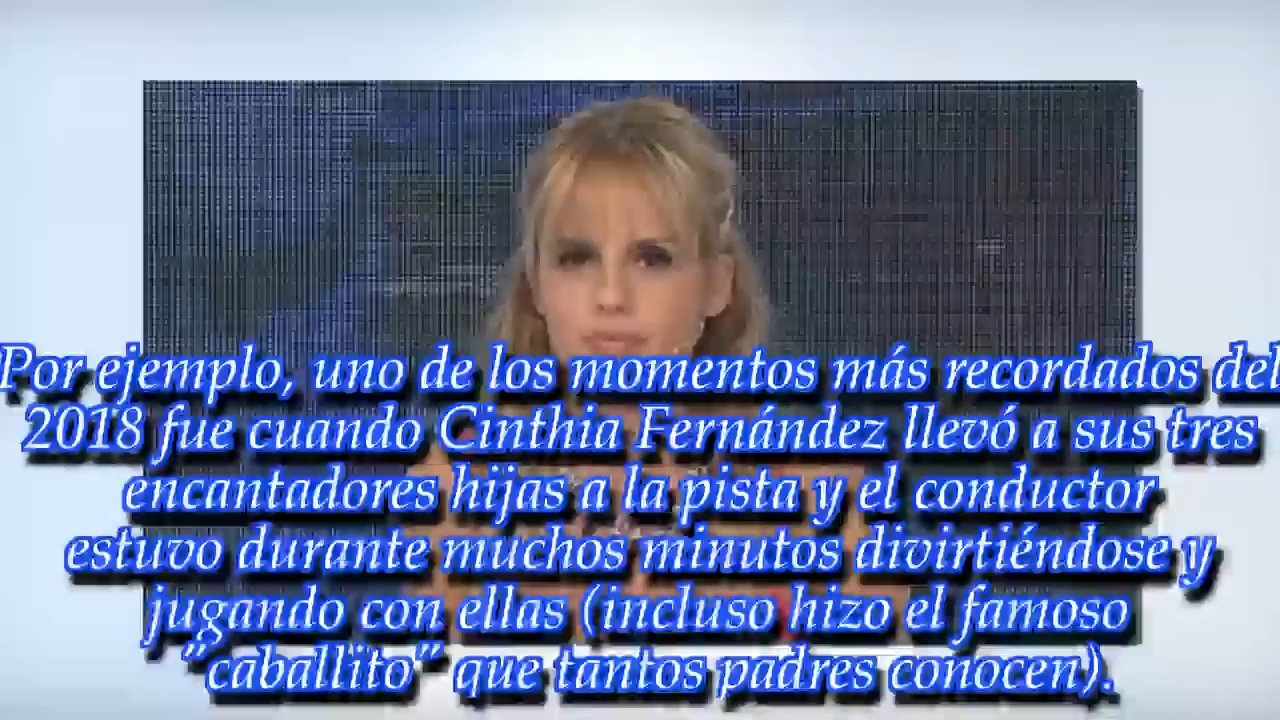 Por ejemplo, uno de los momentos más recordados del
2018 fue cuando Cinthia Fernández llevó a sus tres
encantadores hijas a la pista y el conductor
estuvo durante muchos minutos divirtiéndose y
jugando con ellas (incluso hizo el famoso
"caballito" que tantos padres conocen).